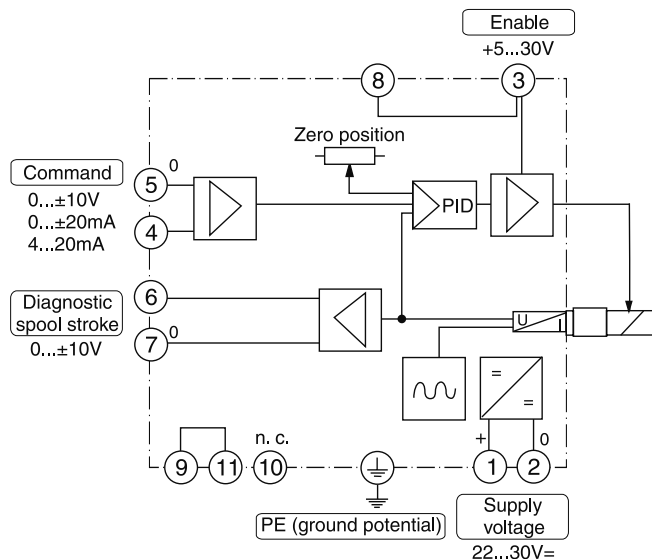 Enable
+5...30V
8
3
Zero position
Command
0
5
0...±10V
0...±20mA
4...20mA
4
PID
Diagnostic
spool stroke
0...±10V
6
7
0
U
L
=
=
n. c.
+
0
9
11
10
1
2
PE (ground potential)
Supply
voltage
22...30V=